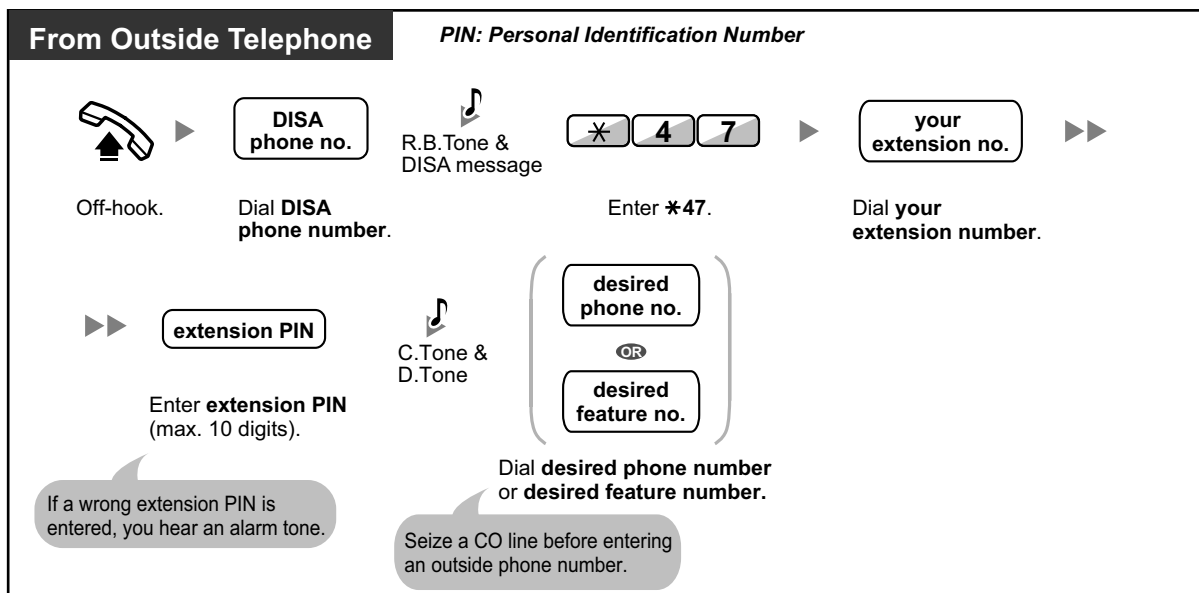 From Outside Telephone
PIN: Personal Identification Number
DISA
phone no.
R.B.Tone &
DISA message
* 4 7
your
extension no.
Off-hook.
Dial DISA
phone number.
Enter *47.
Dial your
extension number.
extension PIN
C.Tone &
D.Tone
desired
phone no.
OR
desired
feature no.
Enter extension PIN
(max. 10 digits).
Dial desired phone number
or desired feature number.
If a wrong extension PIN is
entered, you hear an alarm tone.
Seize a CO line before entering
an outside phone number.